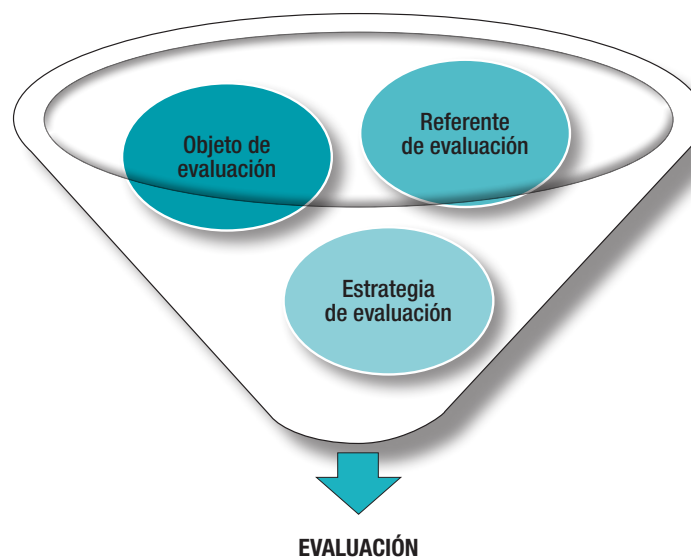 Objeto de
evaluación
Referente
de evaluación
Estrategia
de evaluación
EVALUACIÓN